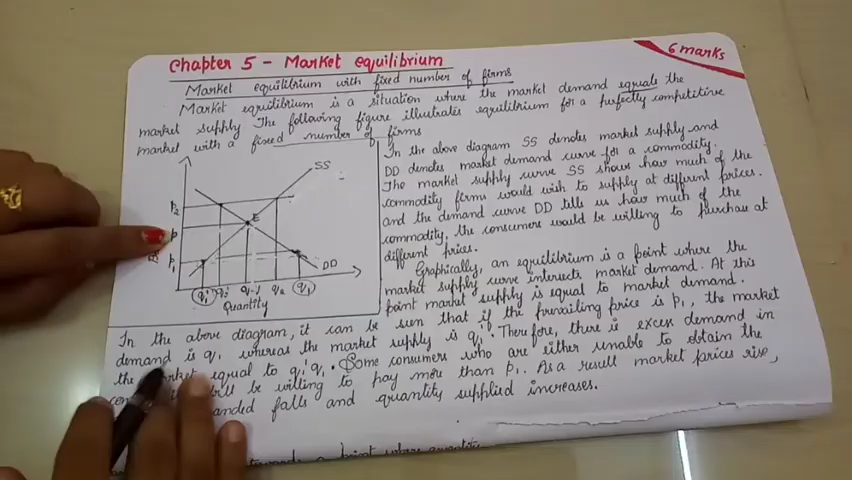 Chapter 5 - Market equilibrium
6 marks
Market equilibrium with fixed number of firms
Market equilibrium is a situation where the market demand equals the
market supply The following figure illustrates equilibrium for a perfectly competitive
market with a fixed number of firms
SS
P2
E
P
P1
DD
q1' q2' q2 q1
Quantity
In the above diagram SS denotes market supply and
DD denotes market demand curve for a commodity.
The market supply curve SS shows how much of the
commodity firms would wish to supply at different prices.
and the demand curve DD tells us how much of the
commodity, the consumers would be willing to purchase at
different prices.
Graphically, an equilibrium is a point where the
market supply curve intersects market demand. At this
point market supply is equal to market demand.
In the above diagram, it can be seen that if the prevailing price is P1, the market
demand is q1 whereas the market supply is q1'. Therefore, there is excess demand in
the market equal to q1'q1. Some consumers who are either unable to obtain the
will be willing to pay more than P1. As a result market prices rise,
falls and quantity supplied increases.
a point where